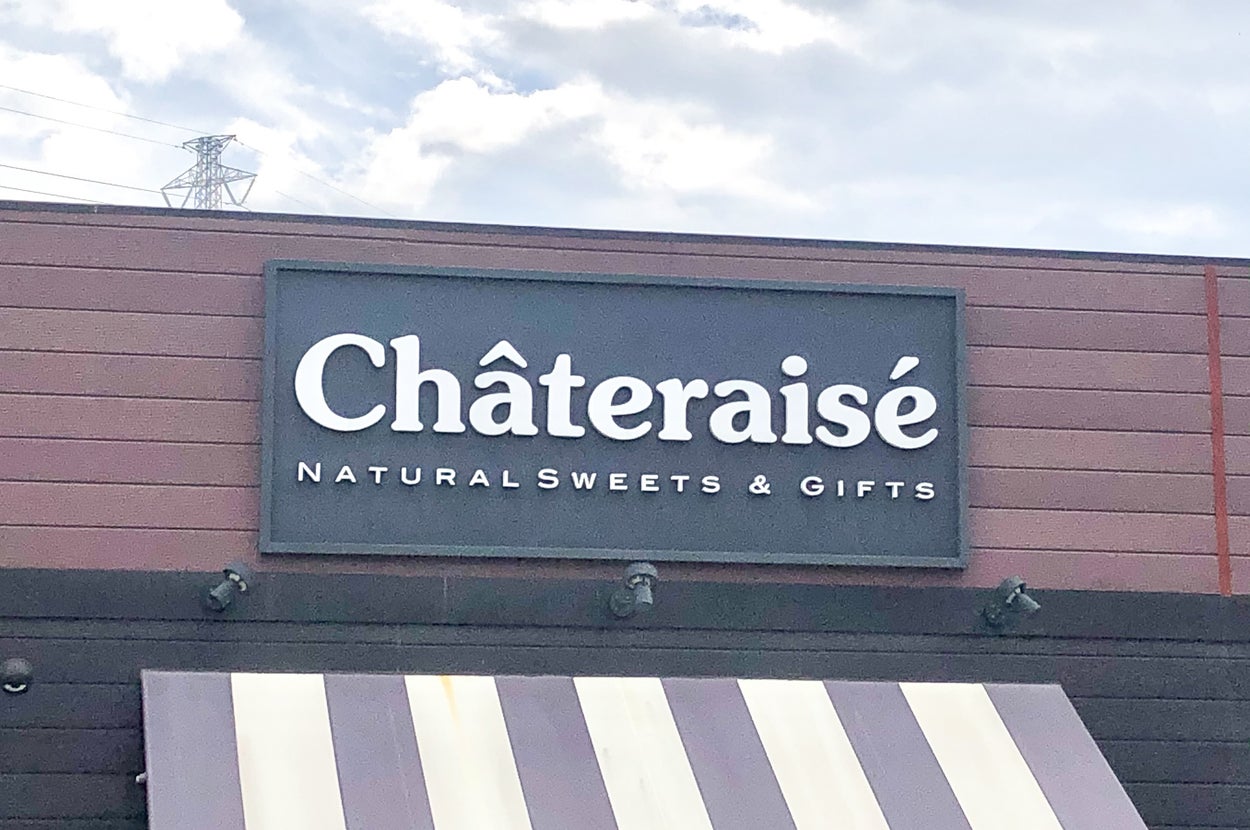 Châteraisé
NATURAL SWEETS & GIFTS